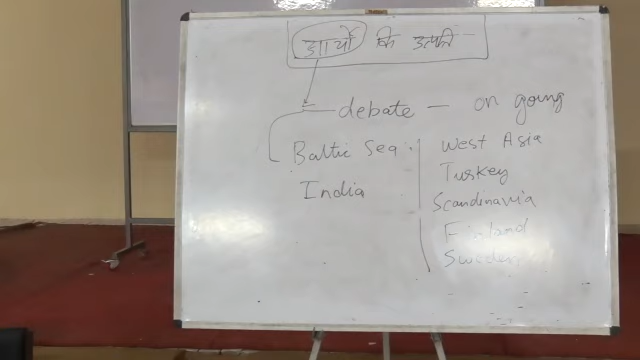 आर्यो कि उत्पत्ति
debate — on going
Baltic Sea
India
West Asia
Turkey
Scandinavia
Finland
Sweden